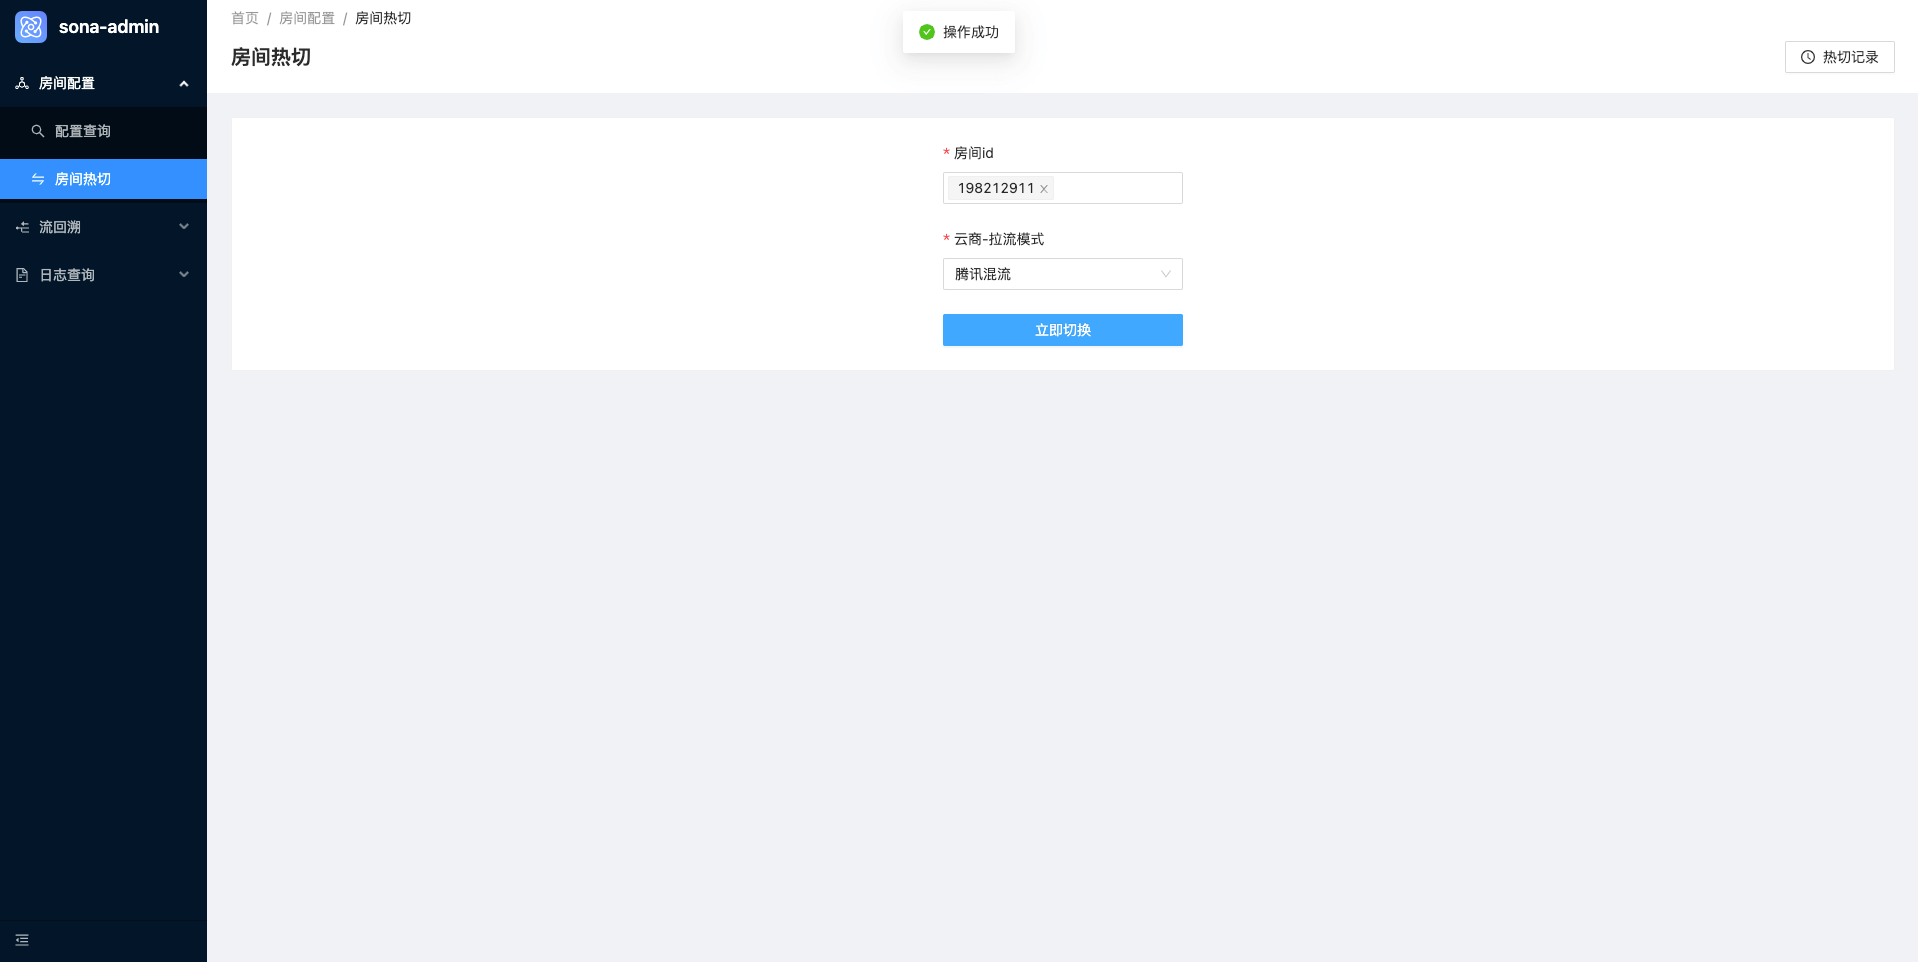 sona-admin
房间配置
配置查询
房间热切
流回溯
日志查询
首页 / 房间配置 / 房间热切
操作成功
房间热切
热切记录
* 房间id
198212911
* 云商-拉流模式
腾讯混流
立即切换